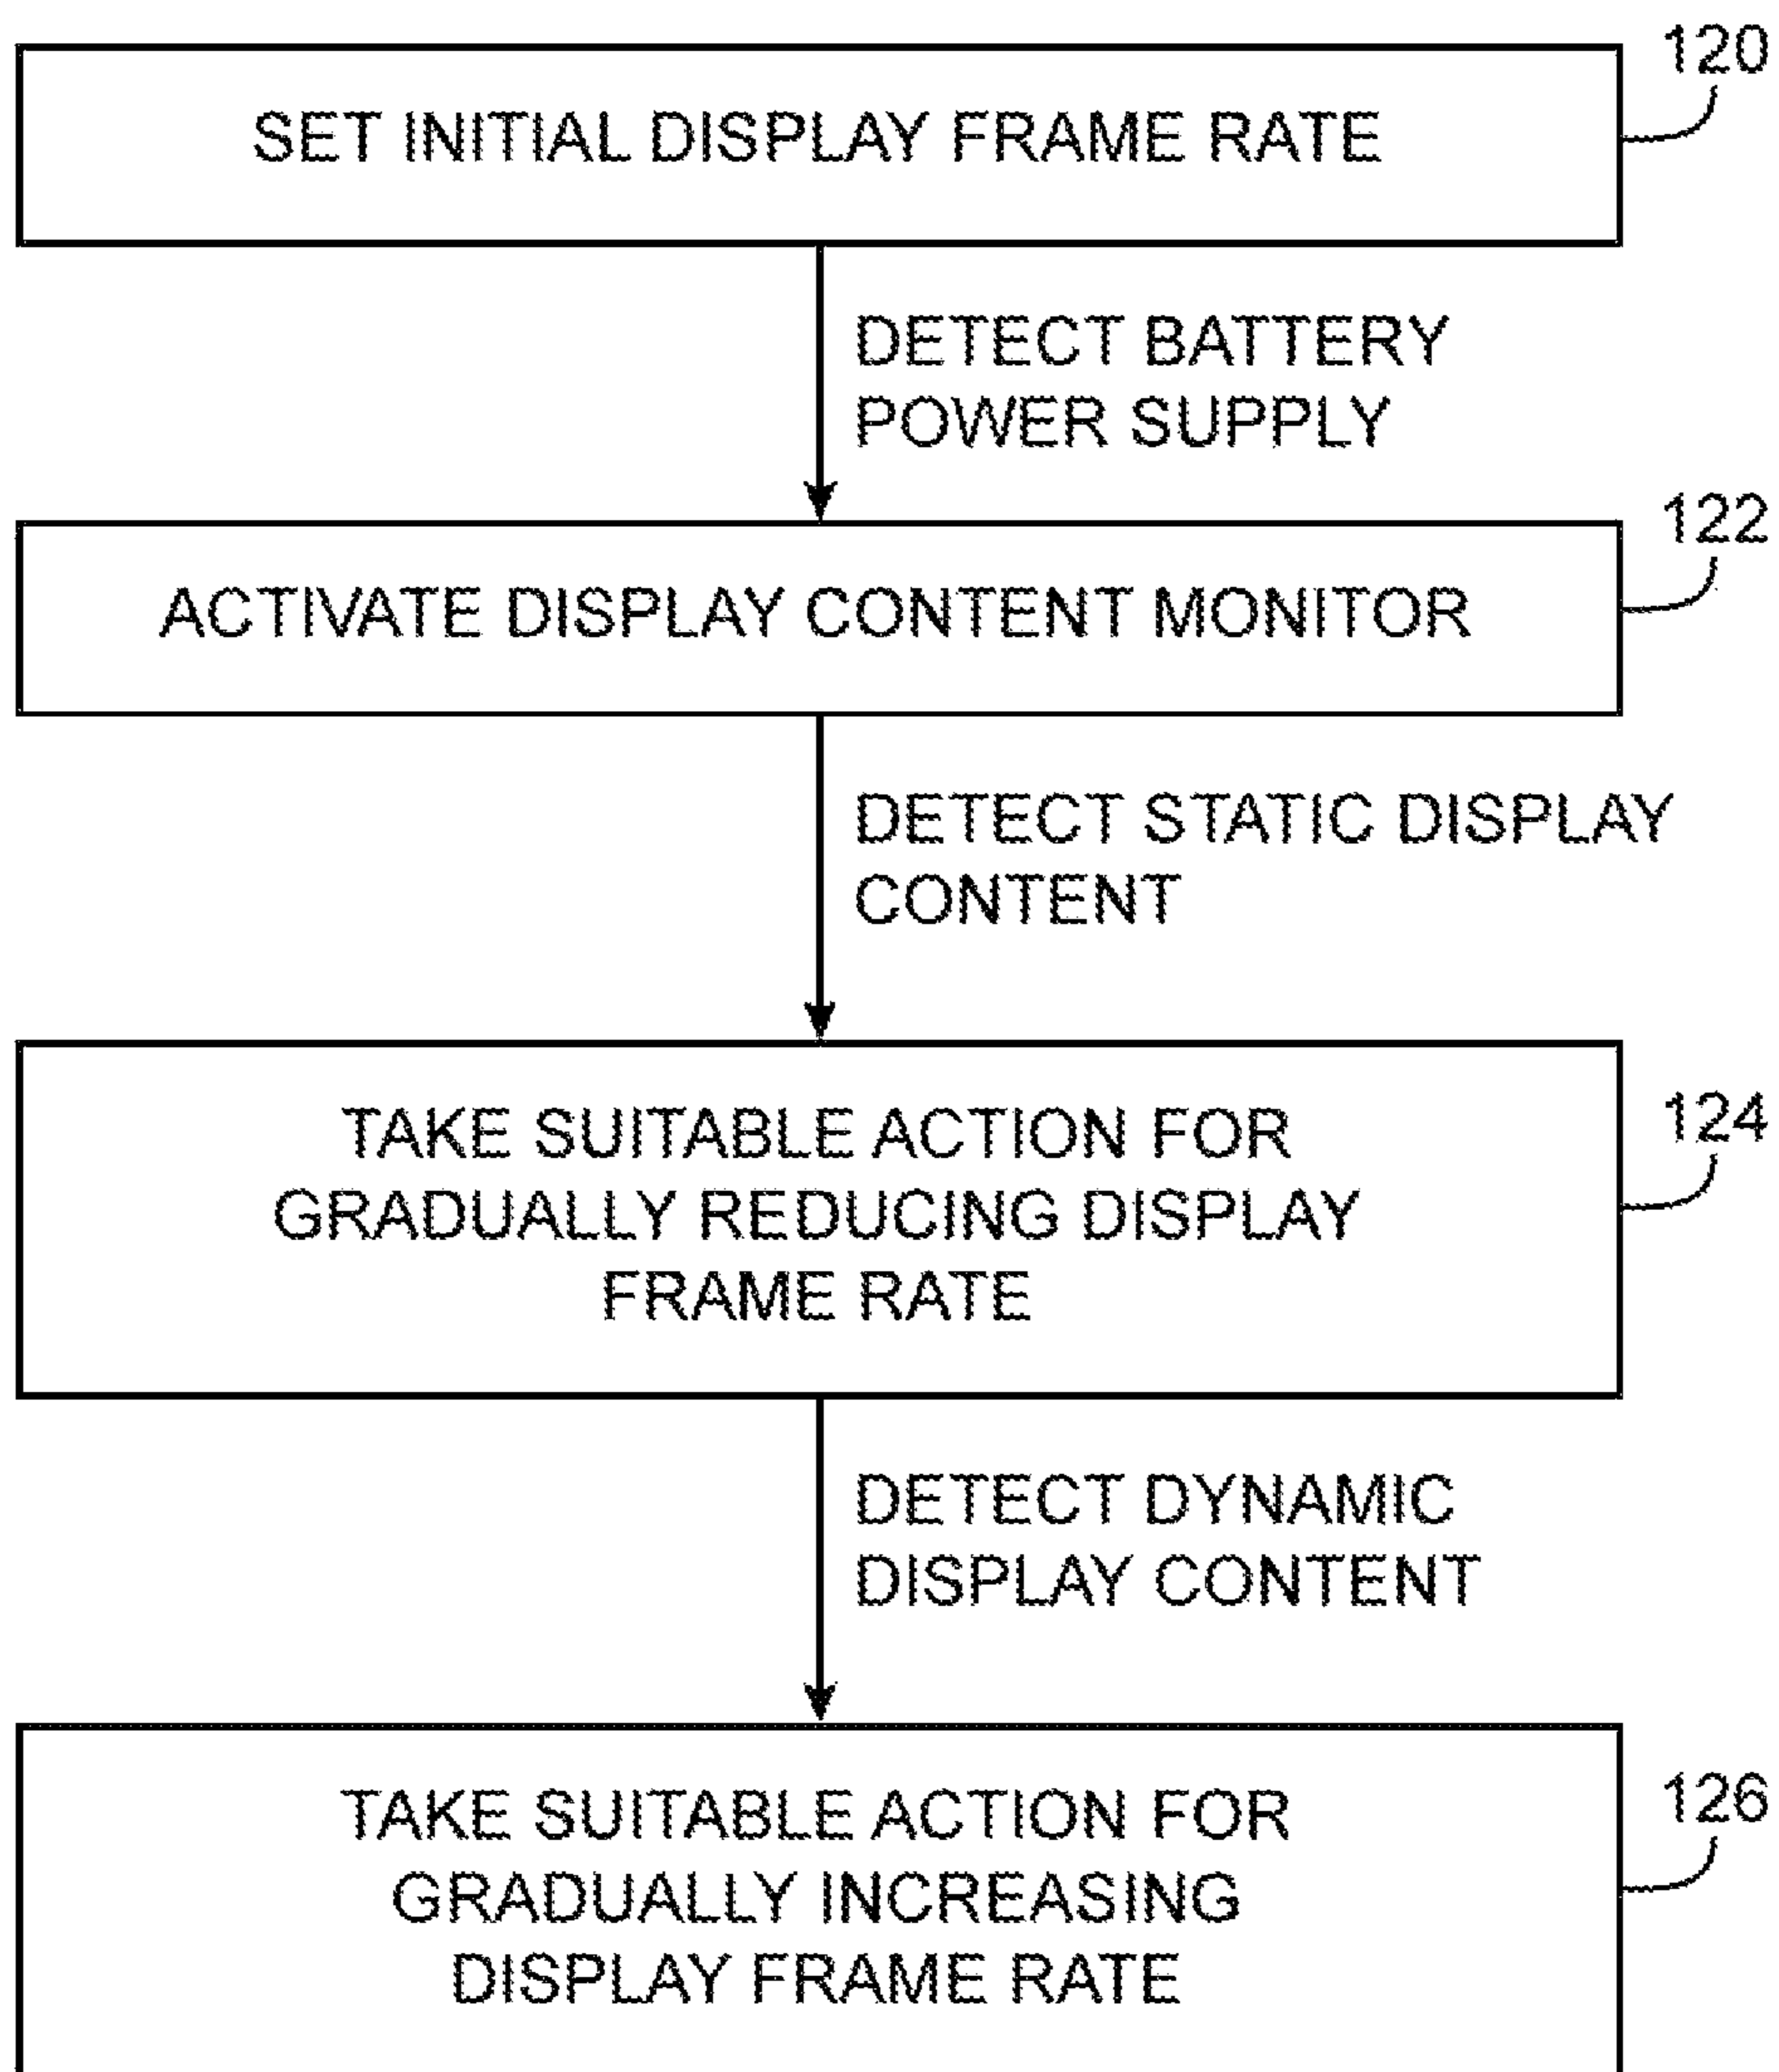 120
SET INITIAL DISPLAY FRAME RATE
DETECT BATTERY
POWER SUPPLY
122
ACTIVATE DISPLAY CONTENT MONITOR
DETECT STATIC DISPLAY
CONTENT
124
TAKE SUITABLE ACTION FOR
GRADUALLY REDUCING DISPLAY
FRAME RATE
DETECT DYNAMIC
DISPLAY CONTENT
126
TAKE SUITABLE ACTION FOR
GRADUALLY INCREASING
DISPLAY FRAME RATE